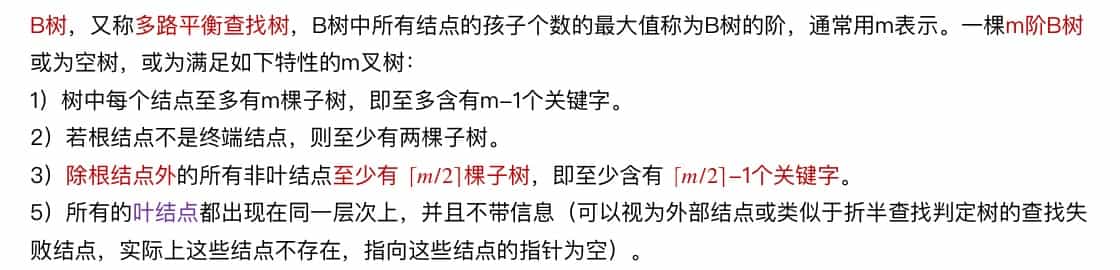 B树，又称多路平衡查找树，B树中所有结点的孩子个数的最大值称为B树的阶，通常用m表示。一棵m阶B树
或为空树，或为满足如下特性的m叉树：
1）树中每个结点至多有m棵子树，即至多含有m–1个关键字。
2）若根结点不是终端结点，则至少有两棵子树。
3）除根结点外的所有非叶结点至少有 ⌈m/2⌉棵子树，即至少含有 ⌈m/2⌉–1个关键字。
5）所有的叶结点都出现在同一层次上，并且不带信息（可以视为外部结点或类似于折半查找判定树的查找失
败结点，实际上这些结点不存在，指向这些结点的指针为空）。